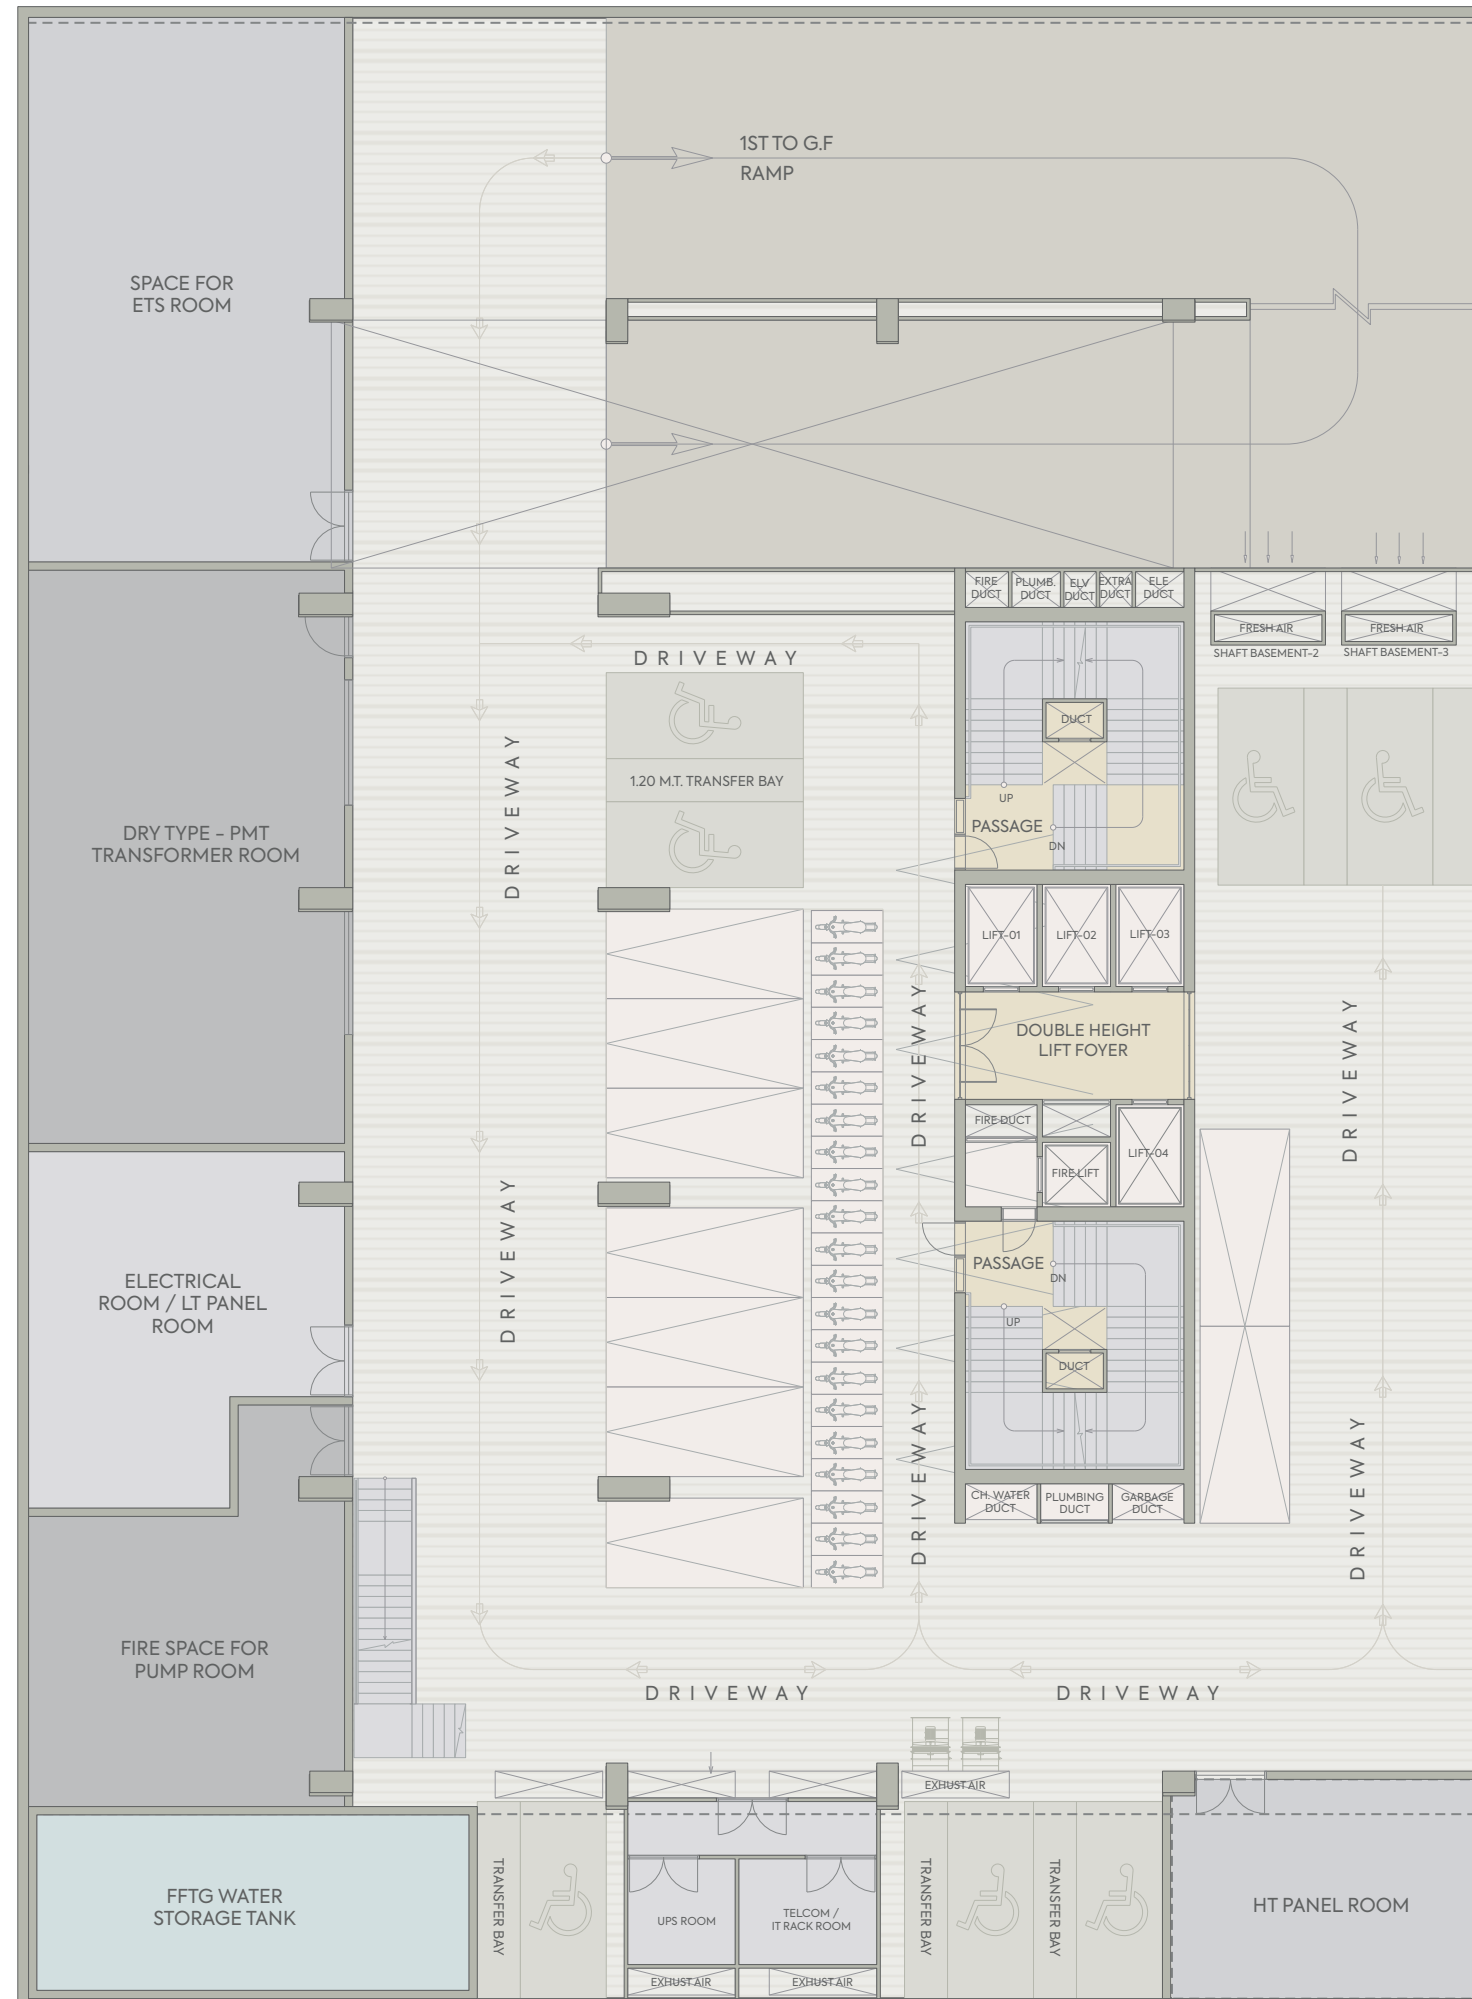 1ST TO G.F
RAMP
SPACE FOR
ETS ROOM
FIRE
DUCT
PLUMB.
DUCT
ELV
DUCT
EXTRA
DUCT
ELE
DUCT
FRESH AIR
SHAFT BASEMENT-2
FRESH AIR
SHAFT BASEMENT-3
DRIVEWAY
DUCT
1.20 M.T. TRANSFER BAY
UP
PASSAGE
DN
DRIVEWAY
DRY TYPE - PMT
TRANSFORMER ROOM
LIFT-01
LIFT-02
LIFT-03
DOUBLE HEIGHT
LIFT FOYER
DRIVEWAY
DRIVEWAY
FIRE DUCT
LIFT-04
FIRE LIFT
PASSAGE
DN
UP
DUCT
DRIVEWAY
ELECTRICAL
ROOM / LT PANEL
ROOM
DRIVEWAY
DRIVEWAY
CH. WATER
DUCT
PLUMBING
DUCT
GARBAGE
DUCT
FIRE SPACE FOR
PUMP ROOM
DRIVEWAY
DRIVEWAY
EXHUST AIR
FFTG WATER
STORAGE TANK
TRANSFER BAY
UPS ROOM
TELCOM /
IT RACK ROOM
TRANSFER BAY
TRANSFER BAY
HT PANEL ROOM
EXHUST AIR
EXHUST AIR